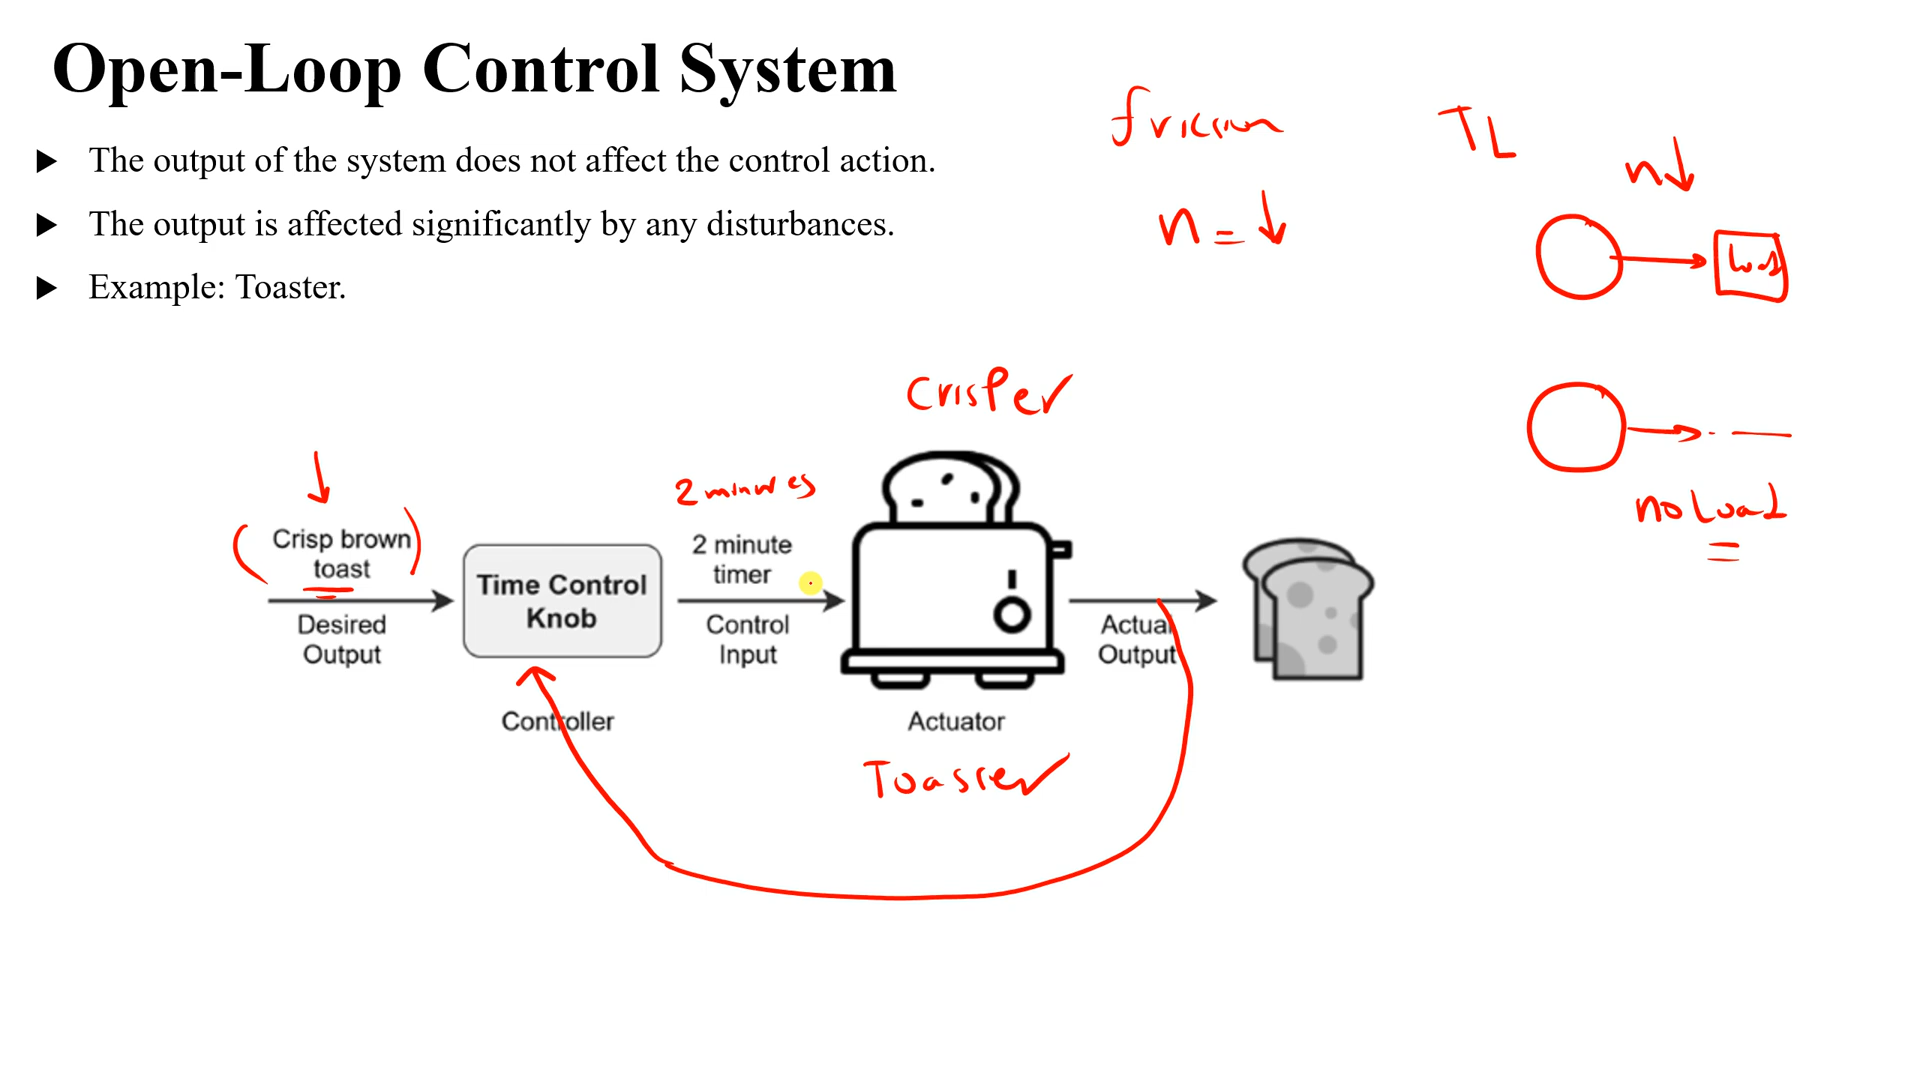 Open-Loop Control System
The output of the system does not affect the control action.
The output is affected significantly by any disturbances.
Example: Toaster.
friction
TL
n↓
n = ↓
load
Crisper
no Load
2 minutes
Crisp brown
toast
Desired
Output
Time Control
Knob
Controller
2 minute
timer
Control
Input
Actuator
Toaster
Actual
Output